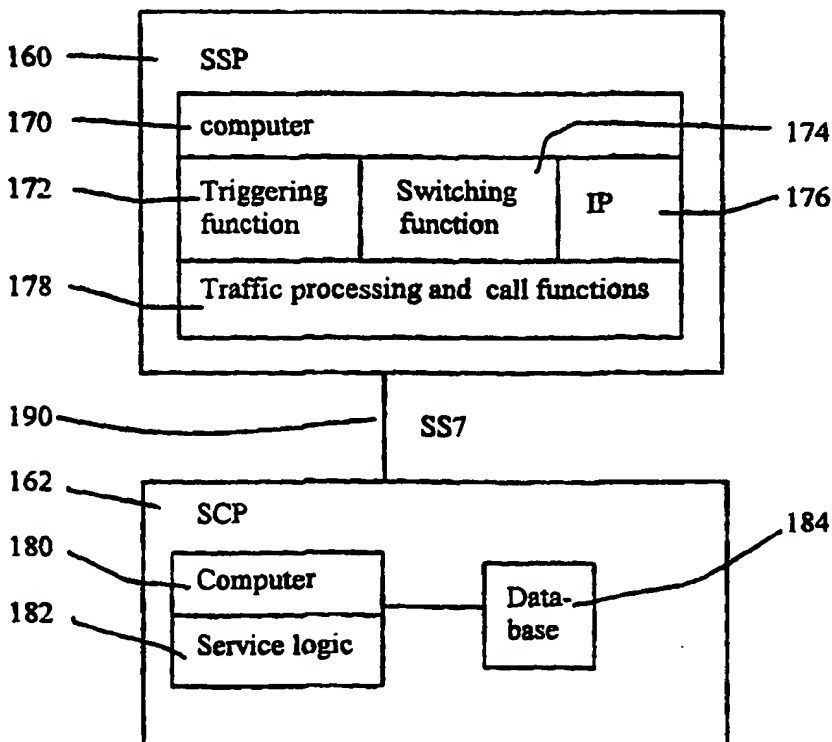 160
SSP
170
computer
174
172
Triggering
function
Switching
function
IP
176
178
Traffic processing and call functions
190
SS7
162
SCP
184
180
Computer
Data-
base
182
Service logic